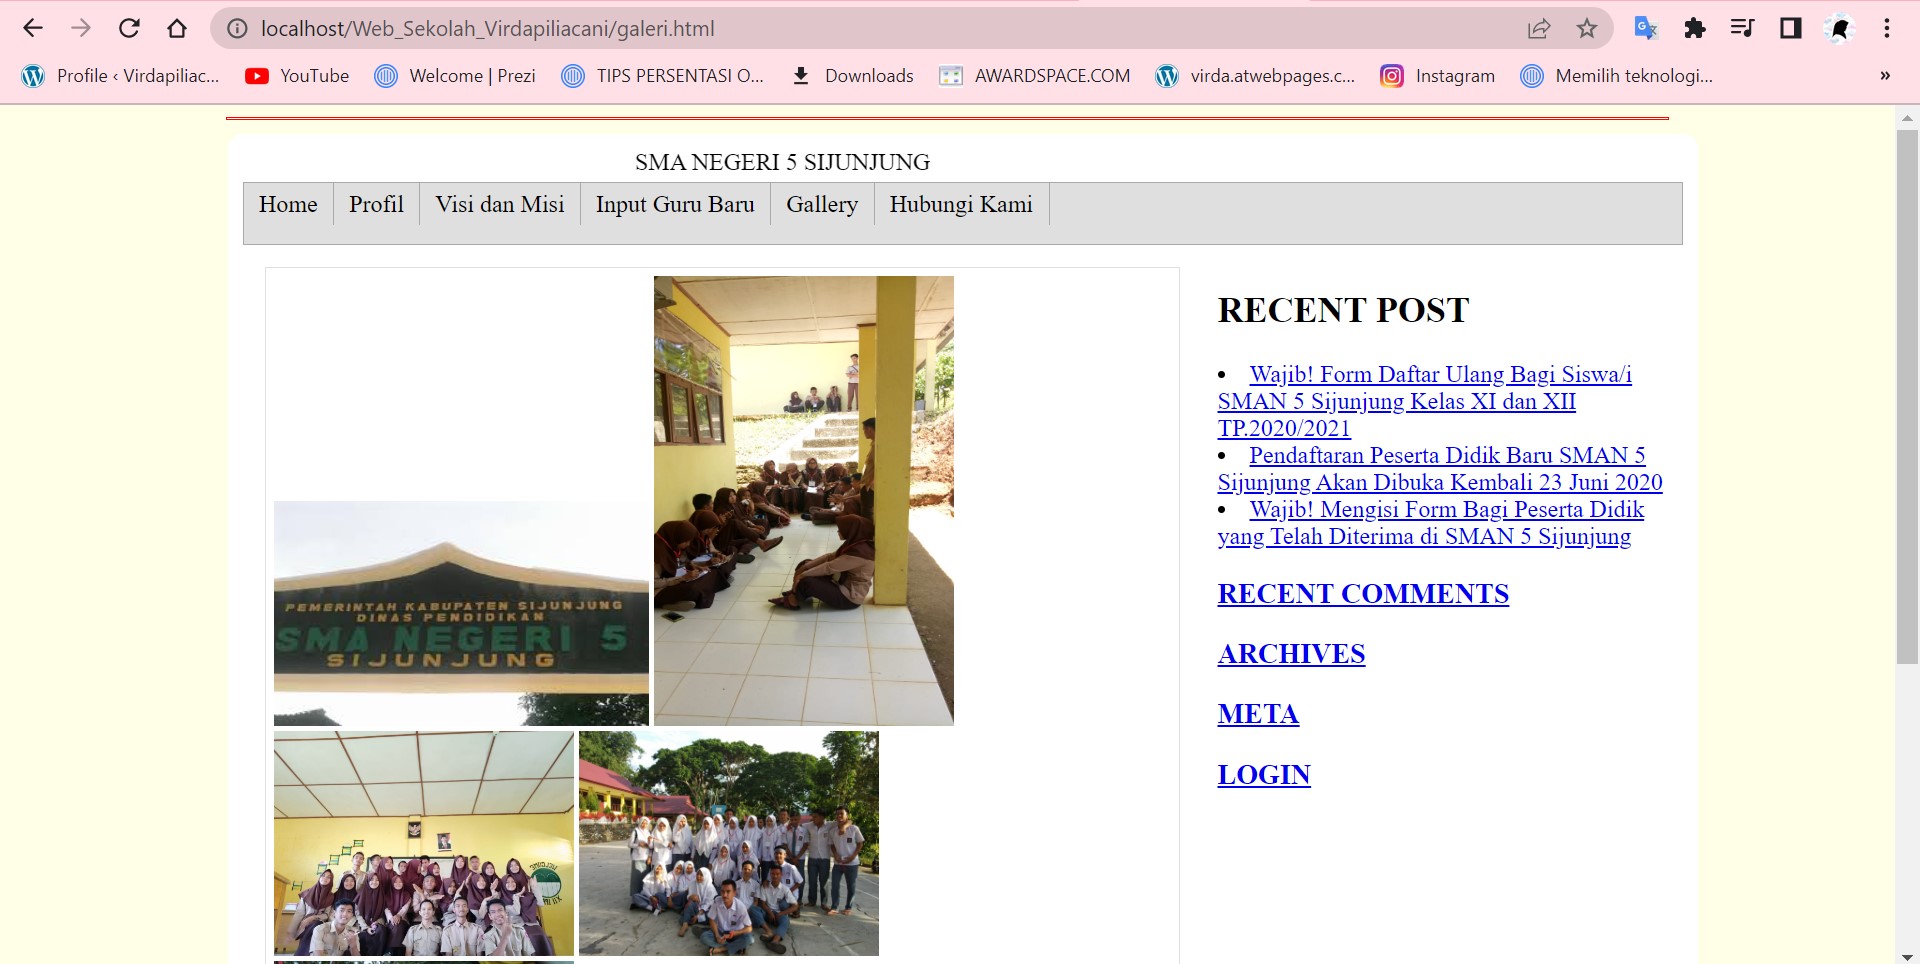 localhost/Web_Sekolah_Virdapiliacani/galeri.html
Profile ‹ Virdapiliac... YouTube Welcome | Prezi TIPS PERSENTASI O... Downloads AWARDSPACE.COM virda.atwebpages.c... Instagram Memilih teknologi... »
SMA NEGERI 5 SIJUNJUNG
Home Profil Visi dan Misi Input Guru Baru Gallery Hubungi Kami
PEMERINTAH KABUPATEN SIJUNJUNG
DINAS PENDIDIKAN
SMA NEGERI 5
SIJUNJUNG
RECENT POST
• Wajib! Form Daftar Ulang Bagi Siswa/i
SMAN 5 Sijunjung Kelas XI dan XII
TP.2020/2021
• Pendaftaran Peserta Didik Baru SMAN 5
Sijunjung Akan Dibuka Kembali 23 Juni 2020
• Wajib! Mengisi Form Bagi Peserta Didik
yang Telah Diterima di SMAN 5 Sijunjung
RECENT COMMENTS
ARCHIVES
META
LOGIN